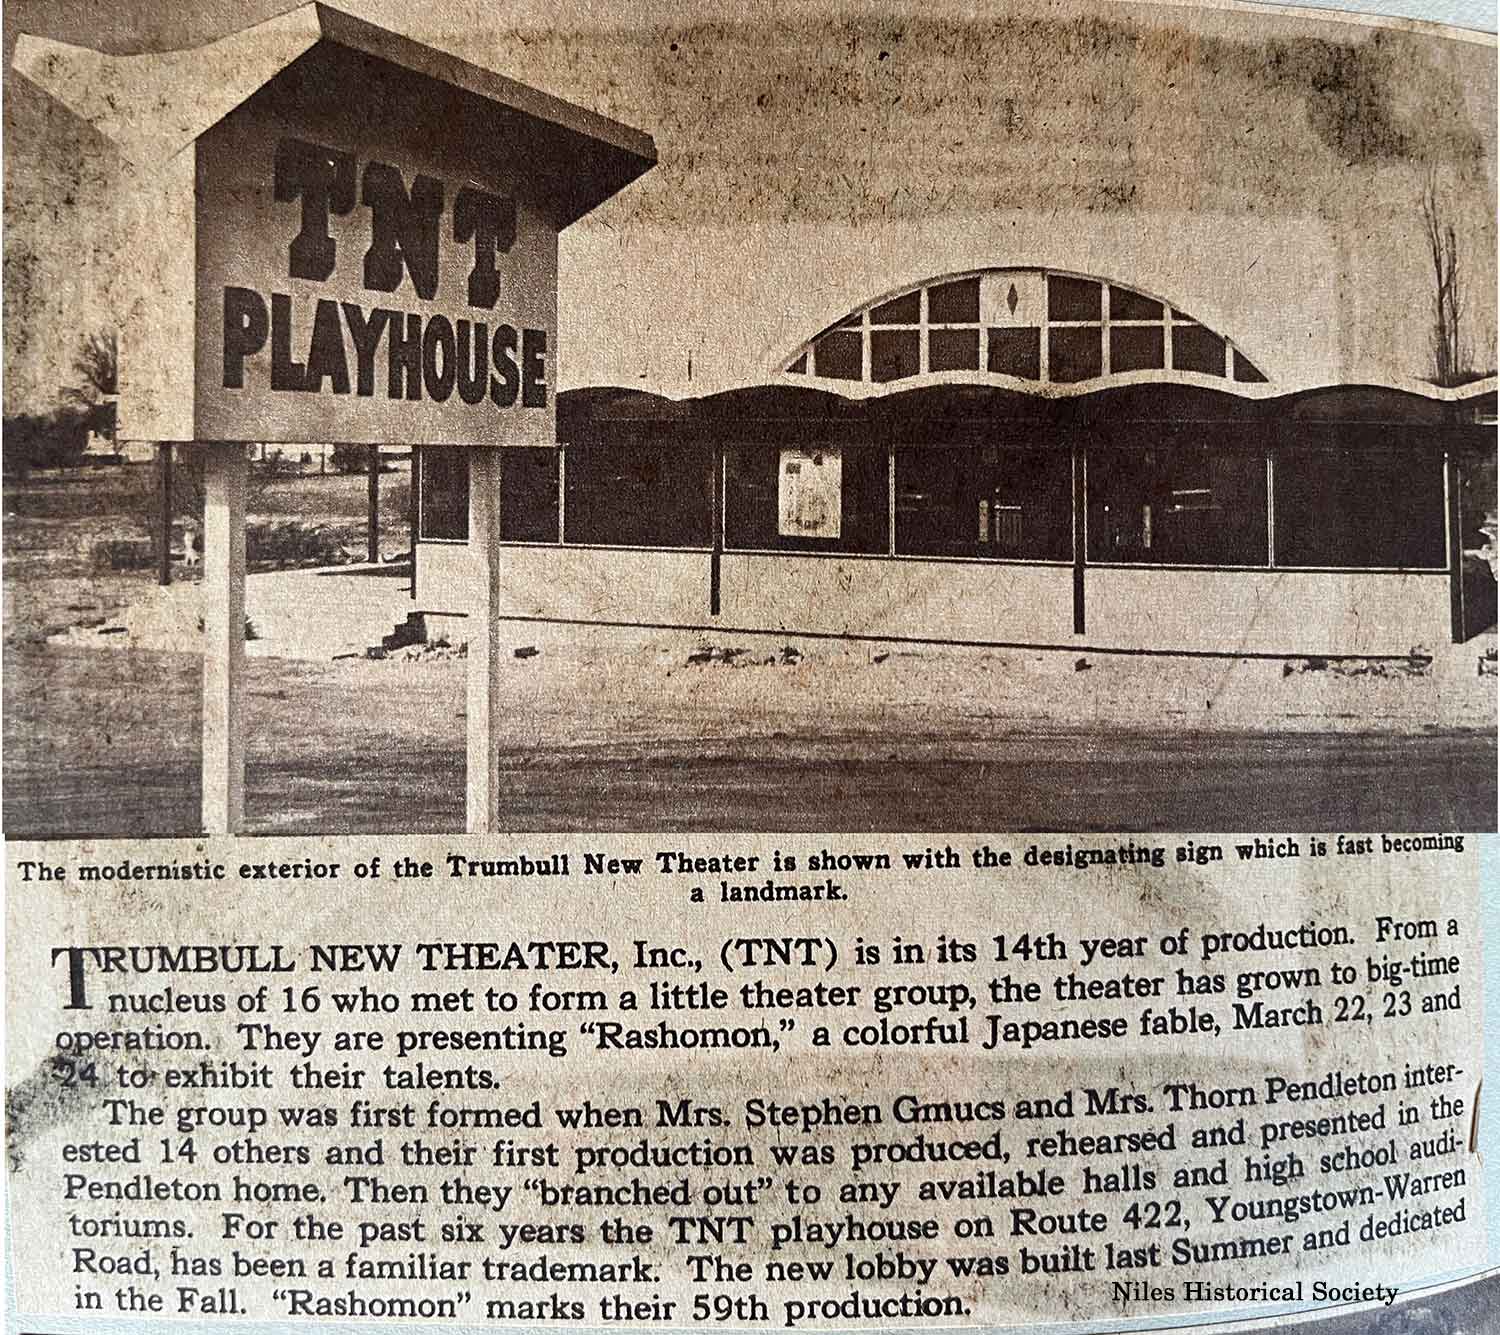 TNT
PLAYHOUSE
The modernistic exterior of the Trumbull New Theater is shown with the designating sign which is fast becoming
a landmark.
TRUMBULL NEW THEATER, Inc., (TNT) is in its 14th year of production. From a
nucleus of 16 who met to form a little theater group, the theater has grown to big-time
operation. They are presenting “Rashomon,” a colorful Japanese fable, March 22, 23 and
24 to exhibit their talents.
The group was first formed when Mrs. Stephen Gmucs and Mrs. Thorn Pendleton inter-
ested 14 others and their first production was produced, rehearsed and presented in the
Pendleton home. Then they “branched out” to any available halls and high school audi-
toriums. For the past six years the TNT playhouse on Route 422, Youngstown-Warren
Road, has been a familiar trademark. The new lobby was built last Summer and dedicated
in the Fall. “Rashomon” marks their 59th production.
Niles Historical Society